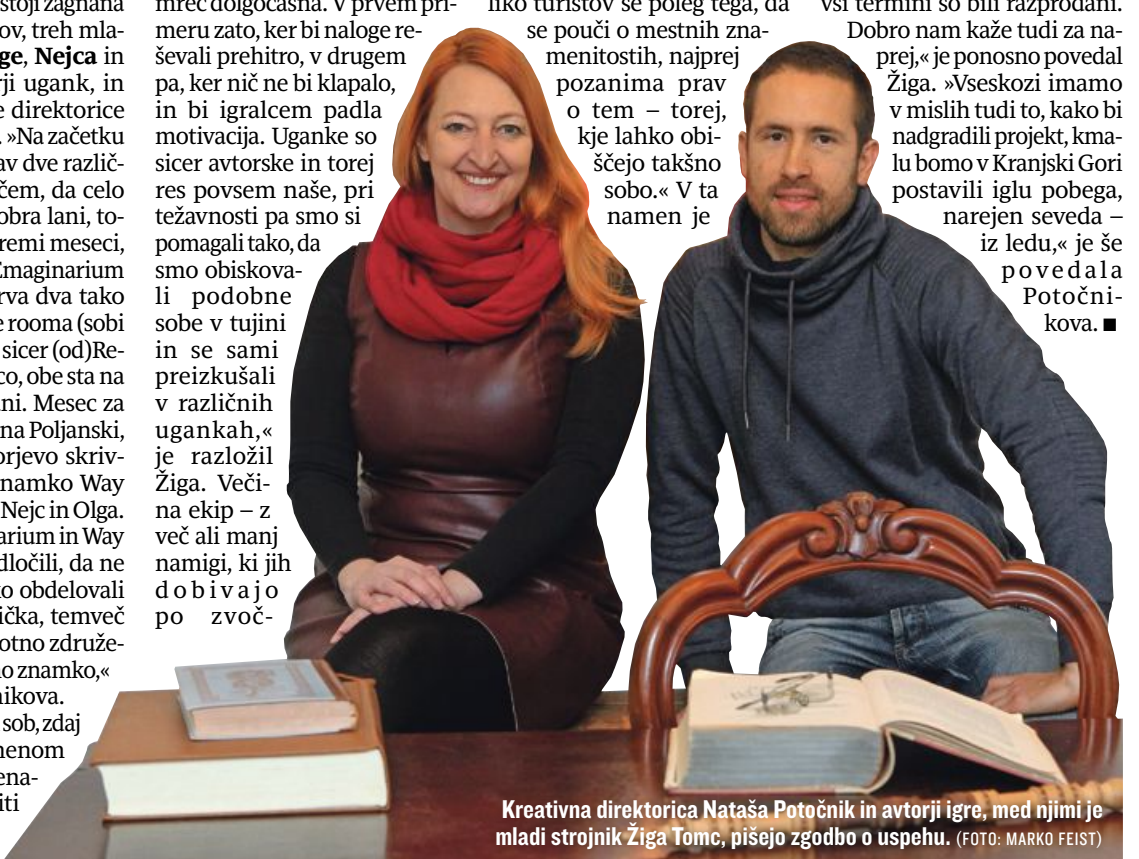 stoji zagnana
ov, treh mla-
ge, Nejca in
rji ugank, in
e direktorice
. »Na začetku
av dve različ-
čem, da celo
obra lani, to-
remi meseci,
Emaginarium
rva dva tako
e rooma (sobi
sicer (od)Re-
co, obe sta na
ni. Mesec za
na Poljanski,
orjevo skriv-
namko Way
Nejc in Olga.
arium in Way
dločili, da ne
o obdelovali
ička, temveč
otno združe-
o znamko,«
nikova.
sob, zdaj
menom
ena-
iti
mreč dolgočasna. V prvem pri-
meru zato, ker bi naloge re-
ševali prehitro, v drugem
pa, ker nič ne bi klapalo,
in bi igralcem padla
motivacija. Uganke so
sicer avtorske in torej
res povsem naše, pri
težavnosti pa smo si
pomagali tako, da
smo obiskova-
li podobne
sobe v tujini
in se sami
preizkušali
v različnih
ugankah,«
je razložil
Žiga. Veči-
na ekip – z
več ali manj
namigi, ki jih
dobivajo
po zvoč-
liko turistov se poleg tega, da
se pouči o mestnih zna-
menitostih, najprej
pozanima prav
o tem – torej,
kje lahko obi-
ščejo takšno
sobo.« V ta
namen je
vsi termini so bili razprodani.
Dobro nam kaže tudi za na-
prej,« je ponosno povedal
Žiga. »Vseskozi imamo
v mislih tudi to, kako bi
nadgradili projekt, kma-
lu bomo v Kranjski Gori
postavili iglu pobega,
narejen seveda –
iz ledu,« je še
povedala
Potočni-
kova. ■
Kreativna direktorica Nataša Potočnik in avtorji igre, med njimi je
mladi strojnik Žiga Tomc, pišejo zgodbo o uspehu. (FOTO: MARKO FEIST)